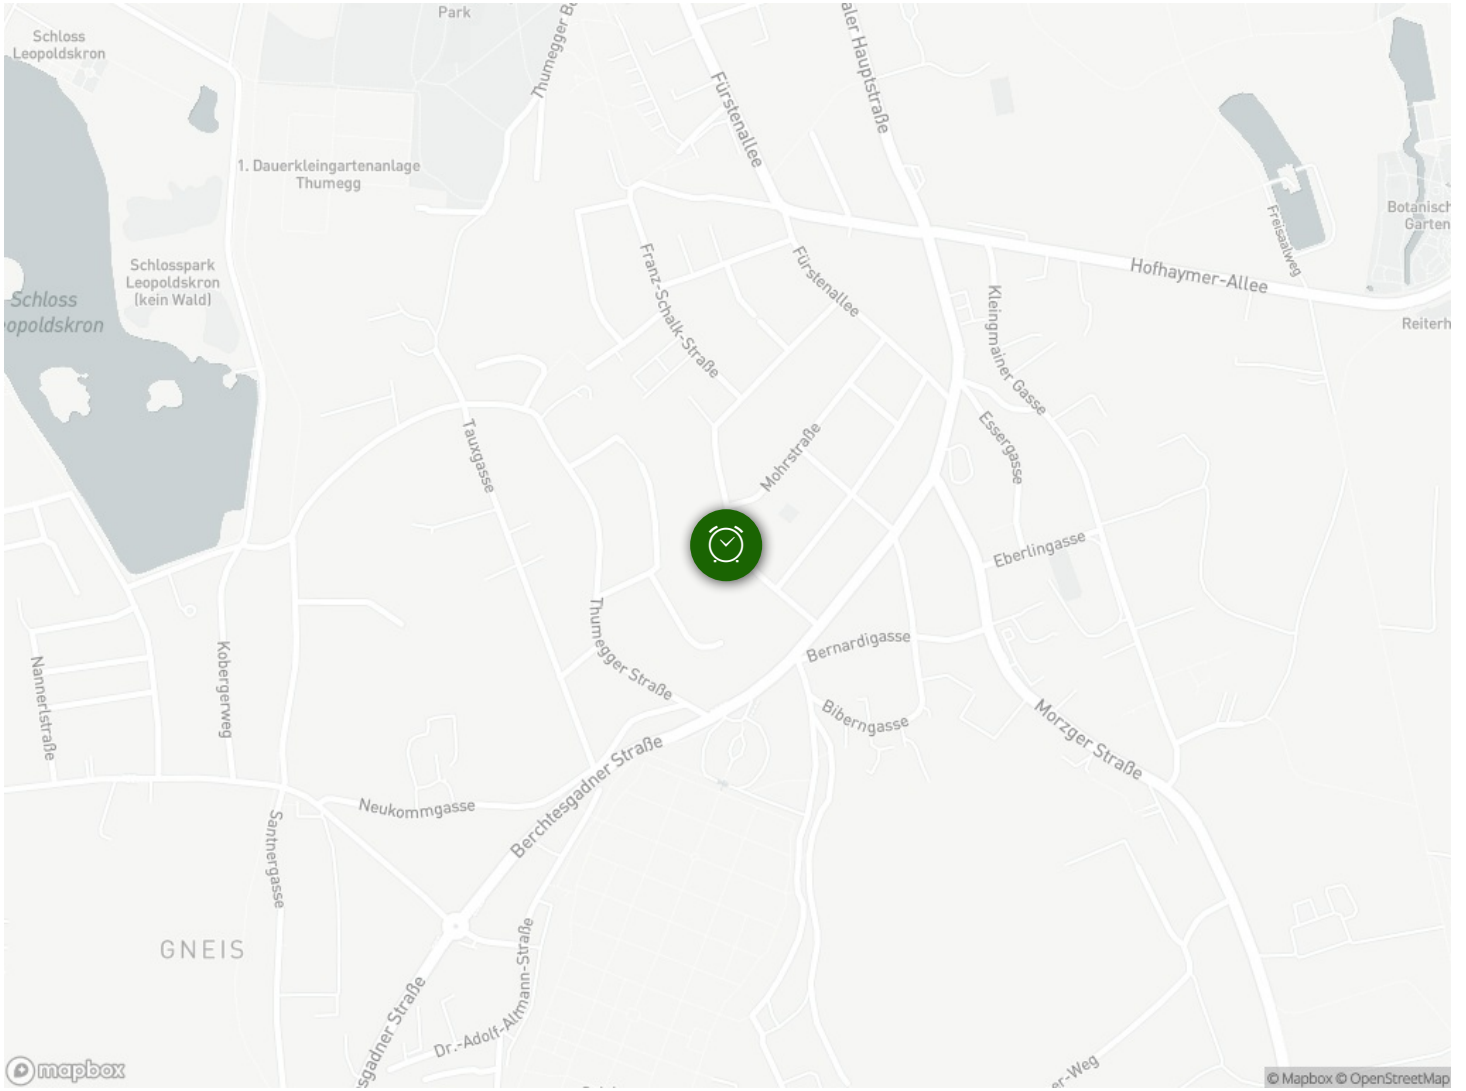 Park
Schloss
Leopoldskron
Thumegger
Fürstenallee
Hauptstraße
1. Dauerkleingartenanlage
Thumegg
Botanisch
Garten
Freisaalweg
Franz-Schalk-Straße
Fürstenallee
Hofhaymer-Allee
Schlosspark
Leopoldskron
(kein Wald)
Schloss
opoldskron
Kleingmainer Gasse
Reiterh
Tauxgasse
Mohrstraße
Essergasse
Eberlingasse
Thumegger Straße
Bernardigasse
Kobergerweg
Nannerlstraße
Biberngasse
Morzger Straße
Berchtesgadner Straße
Neukommgasse
Santnergasse
GNEIS
Dr.-Adolf-Altmann-Straße
sgadner Straße
er-Weg
mapbox
© Mapbox © OpenStreetMap